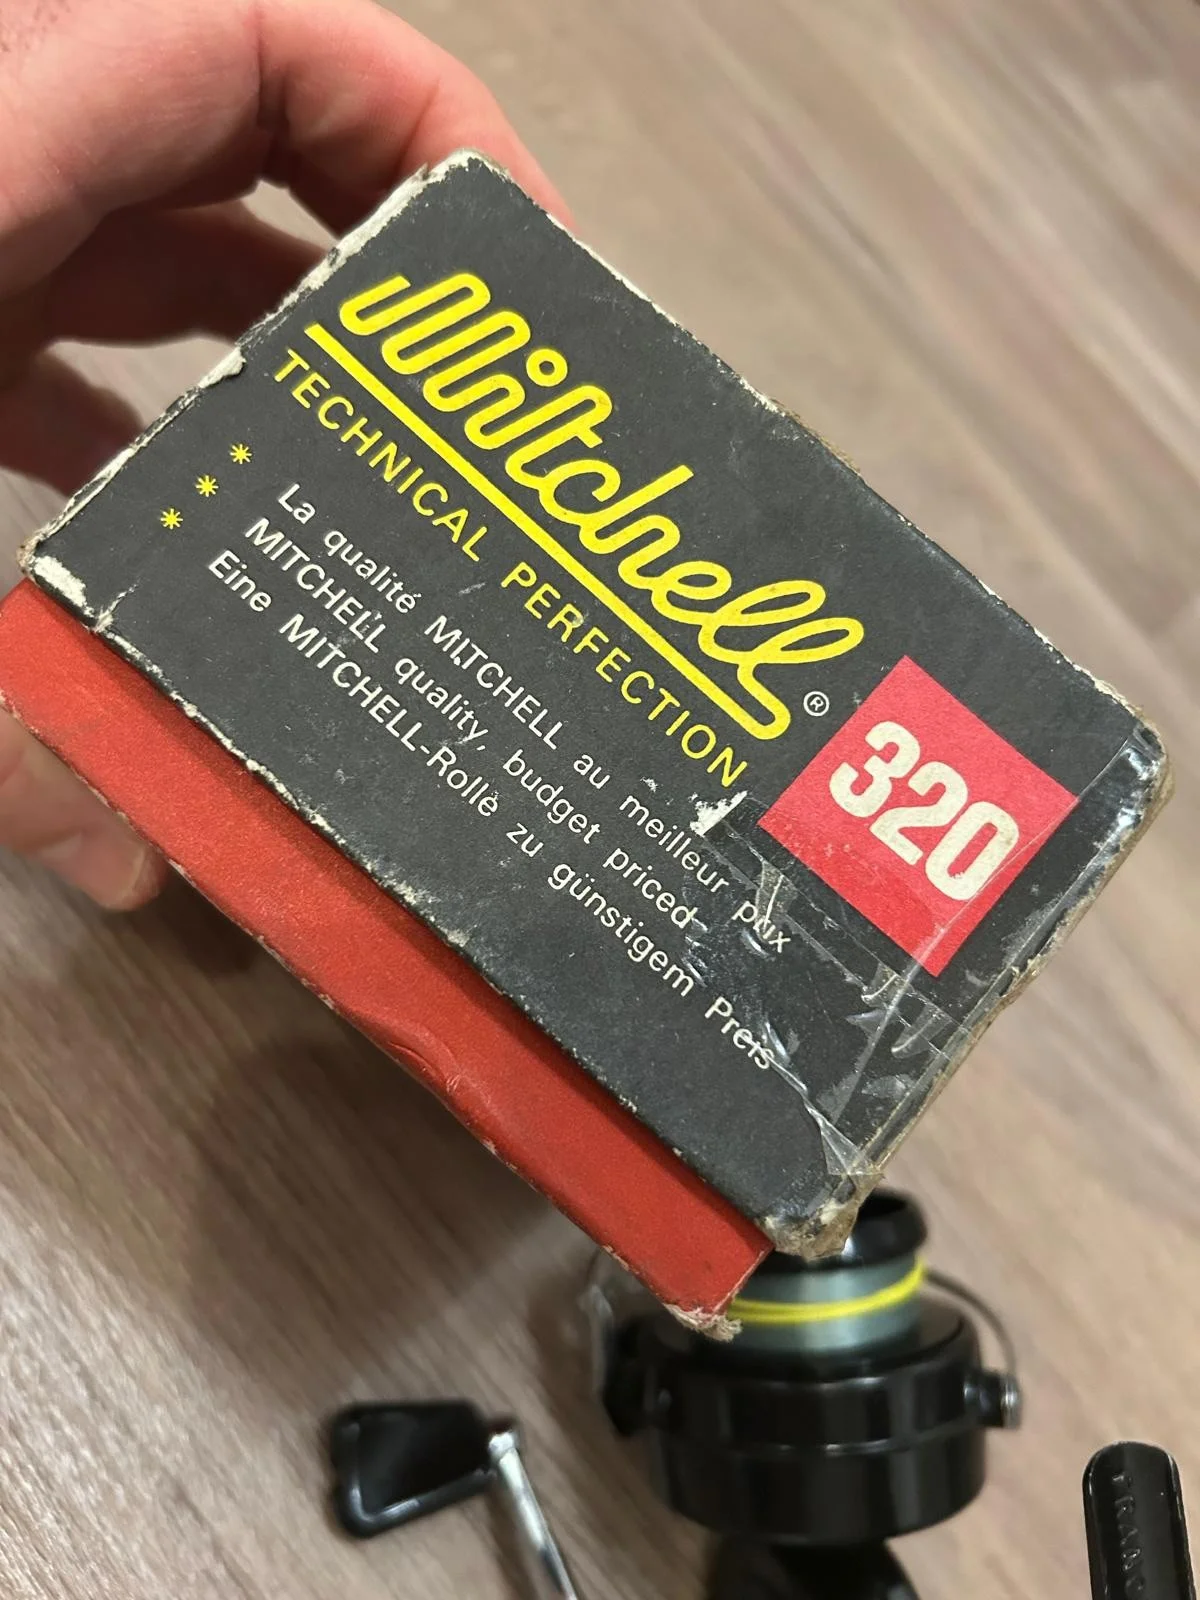 Mitchell®
TECHNICAL PERFECTION
La qualité MITCHELL au meilleur prix
MITCHELL quality, budget priced
Eine MITCHELL-Rolle zu günstigem Preis
320